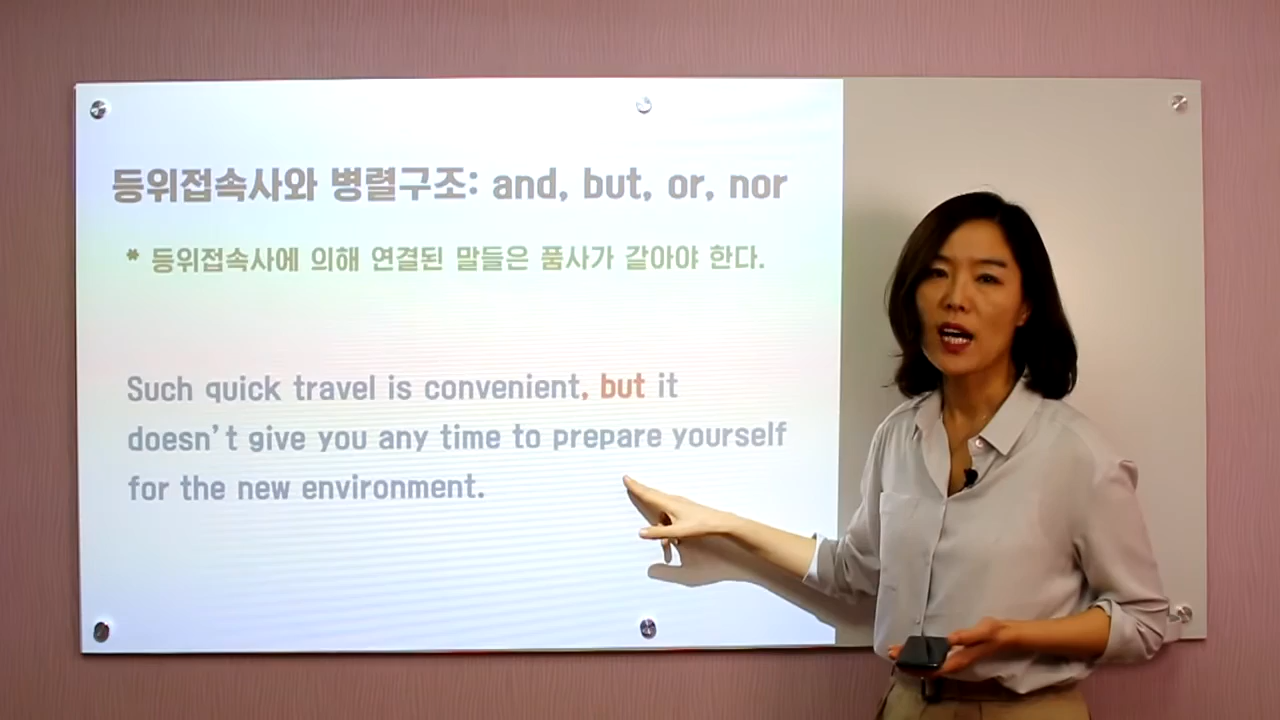 등위접속사와 병렬구조: and, but, or, nor
* 등위접속사에 의해 연결된 말들은 품사가 같아야 한다.
Such quick travel is convenient, but it
doesn't give you any time to prepare yourself
for the new environment.